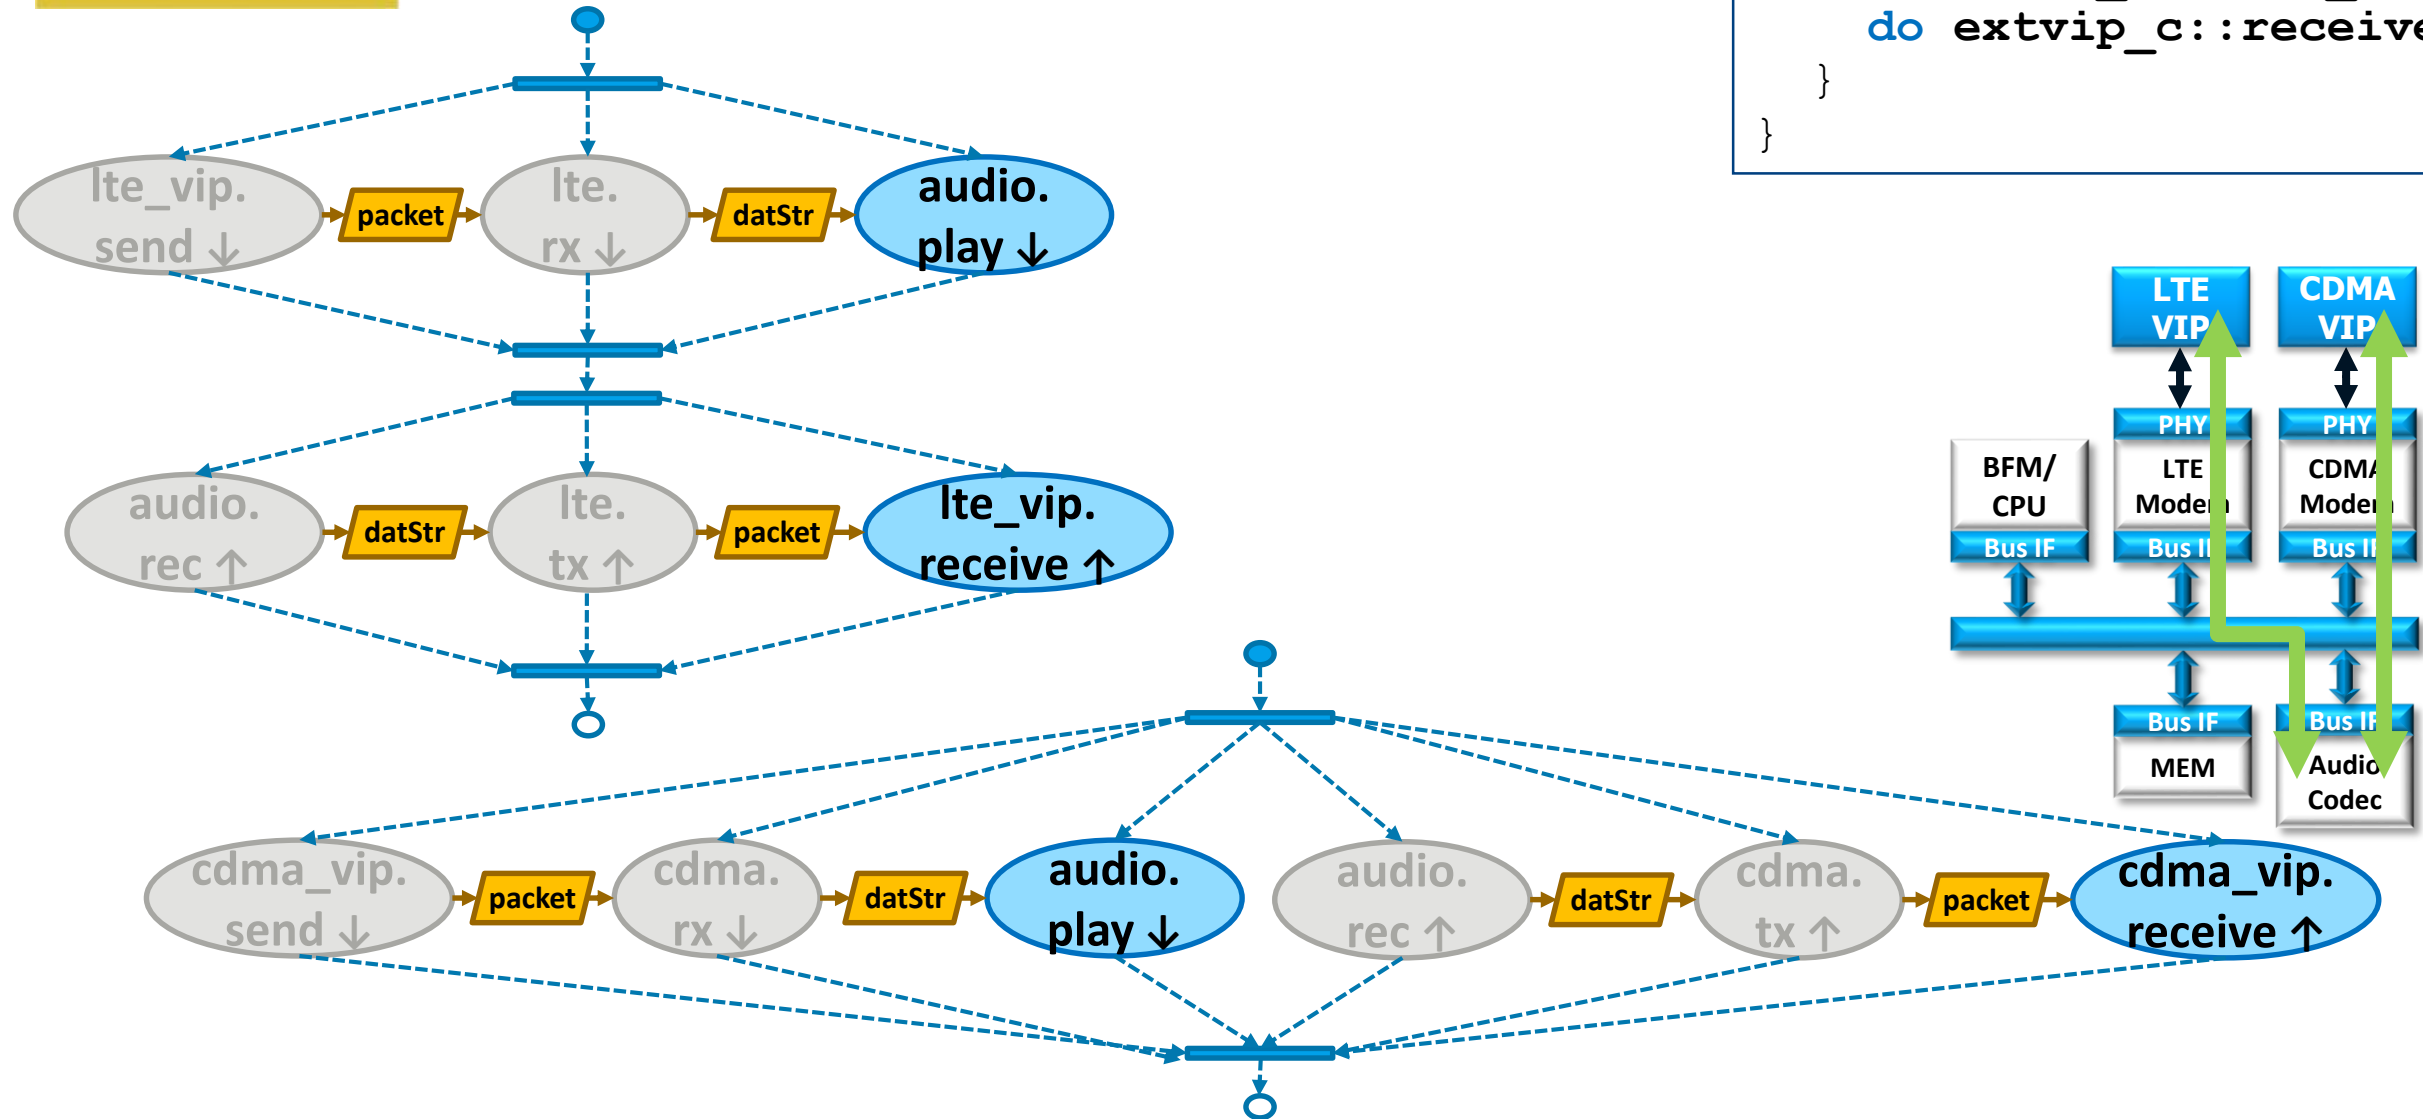 do extvip_c::receive
}
}
lte_vip.
send ↓
packet
lte.
rx ↓
datStr
audio.
play ↓
audio.
rec ↑
datStr
lte.
tx ↑
packet
lte_vip.
receive ↑
LTE
VIP
CDMA
VIP
PHY
PHY
BFM/
CPU
LTE
Modem
CDMA
Modem
Bus IF
Bus IF
Bus IF
Bus IF
Bus IF
MEM
Audio
Codec
cdma_vip.
send ↓
packet
cdma.
rx ↓
datStr
audio.
play ↓
audio.
rec ↑
datStr
cdma.
tx ↑
packet
cdma_vip.
receive ↑